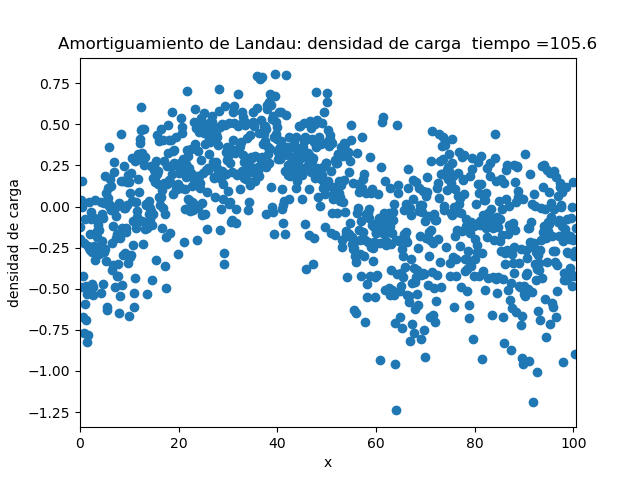 Amortiguamiento de Landau: densidad de carga  tiempo =105.6
densidad de carga
0.75
0.50
0.25
0.00
−0.25
−0.50
−0.75
−1.00
−1.25
0 20 40 60 80 100
x